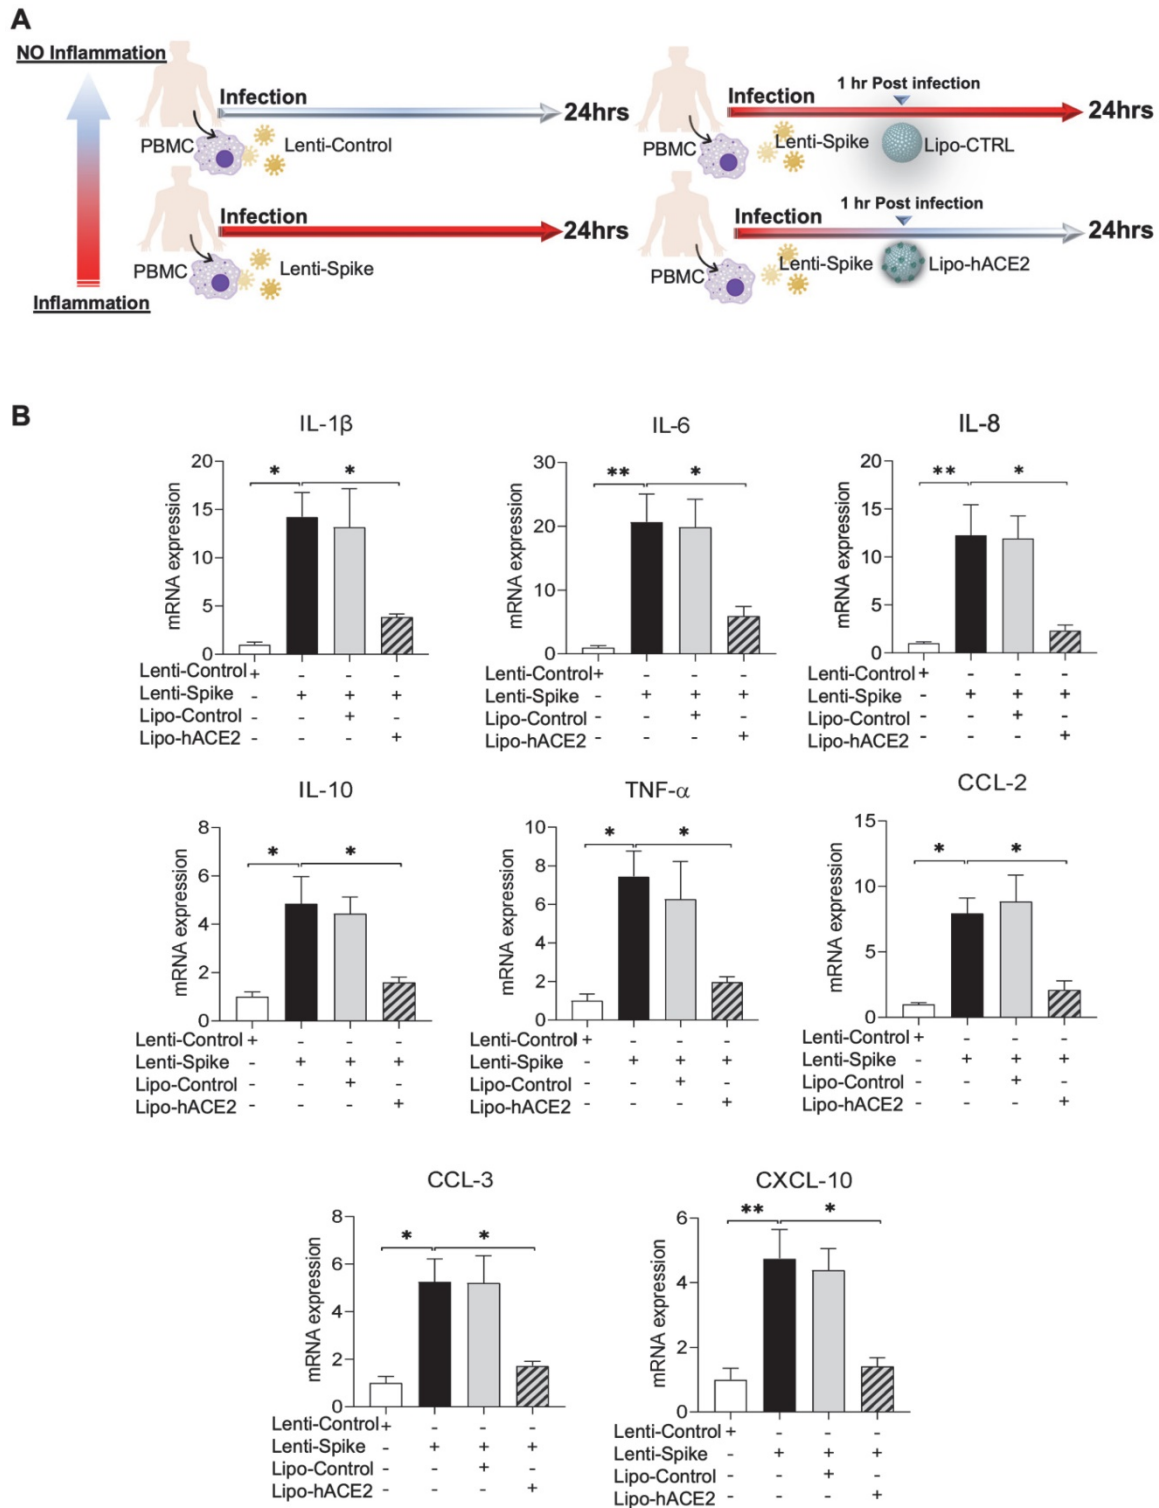 A
NO Inflammation
Inflammation
Infection
24hrs
PBMC
Lenti-Control
Infection
24hrs
PBMC
Lenti-Spike
1 hr Post infection
Infection
24hrs
PBMC
Lenti-Spike
Lipo-CTRL
1 hr Post infection
Infection
24hrs
PBMC
Lenti-Spike
Lipo-hACE2
B
IL-1β
* *
mRNA expression
20
15
10
5
0
Lenti-Control + - - -
Lenti-Spike - + + +
Lipo-Control - - + -
Lipo-hACE2 - - - +
IL-6
** *
mRNA expression
30
20
10
0
Lenti-Control + - - -
Lenti-Spike - + + +
Lipo-Control - - + -
Lipo-hACE2 - - - +
IL-8
** *
mRNA expression
20
15
10
5
0
Lenti-Control + - - -
Lenti-Spike - + + +
Lipo-Control - - + -
Lipo-hACE2 - - - +
IL-10
* *
mRNA expression
8
6
4
2
0
Lenti-Control + - - -
Lenti-Spike - + + +
Lipo-Control - - + -
Lipo-hACE2 - - - +
TNF-α
* *
mRNA expression
10
8
6
4
2
0
Lenti-Control + - - -
Lenti-Spike - + + +
Lipo-Control - - + -
Lipo-hACE2 - - - +
CCL-2
* *
mRNA expression
15
10
5
0
Lenti-Control + - - -
Lenti-Spike - + + +
Lipo-Control - - + -
Lipo-hACE2 - - - +
CCL-3
* *
mRNA expression
8
6
4
2
0
Lenti-Control + - - -
Lenti-Spike - + + +
Lipo-Control - - + -
Lipo-hACE2 - - - +
CXCL-10
** *
mRNA expression
6
4
2
0
Lenti-Control + - - -
Lenti-Spike - + + +
Lipo-Control - - + -
Lipo-hACE2 - - - +